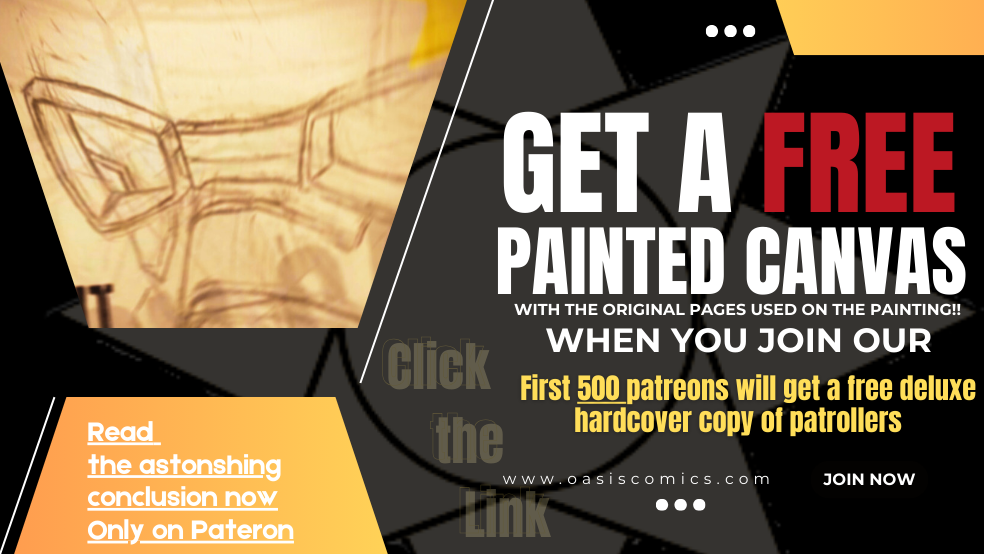 GET A FREE
PAINTED CANVAS
WITH THE ORIGINAL PAGES USED ON THE PAINTING!!
WHEN YOU JOIN OUR
First 500 patreons will get a free deluxe
hardcover copy of patrollers
www.oasiscomics.com
JOIN NOW
Click
the
Link
Read
the astonshing
conclusion now
Only on Pateron